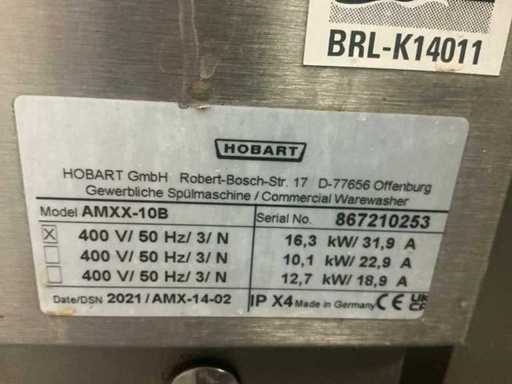 BRL-K14011
HOBART
HOBART GmbH Robert-Bosch-Str. 17 D-77656 Offenburg
Gewerbliche Spülmaschine / Commercial Warewasher
Model AMXX-10B Serial No. 867210253
☒ 400 V/ 50 Hz/ 3/ N 16,3 kW/ 31,9 A
☐ 400 V/ 50 Hz/ 3/ N 10,1 kW/ 22,9 A
☐ 400 V/ 50 Hz/ 3/ N 12,7 kW/ 18,9 A
Date/DSN 2021/AMX-14-02 IP X4 Made in Germany CE UKCA